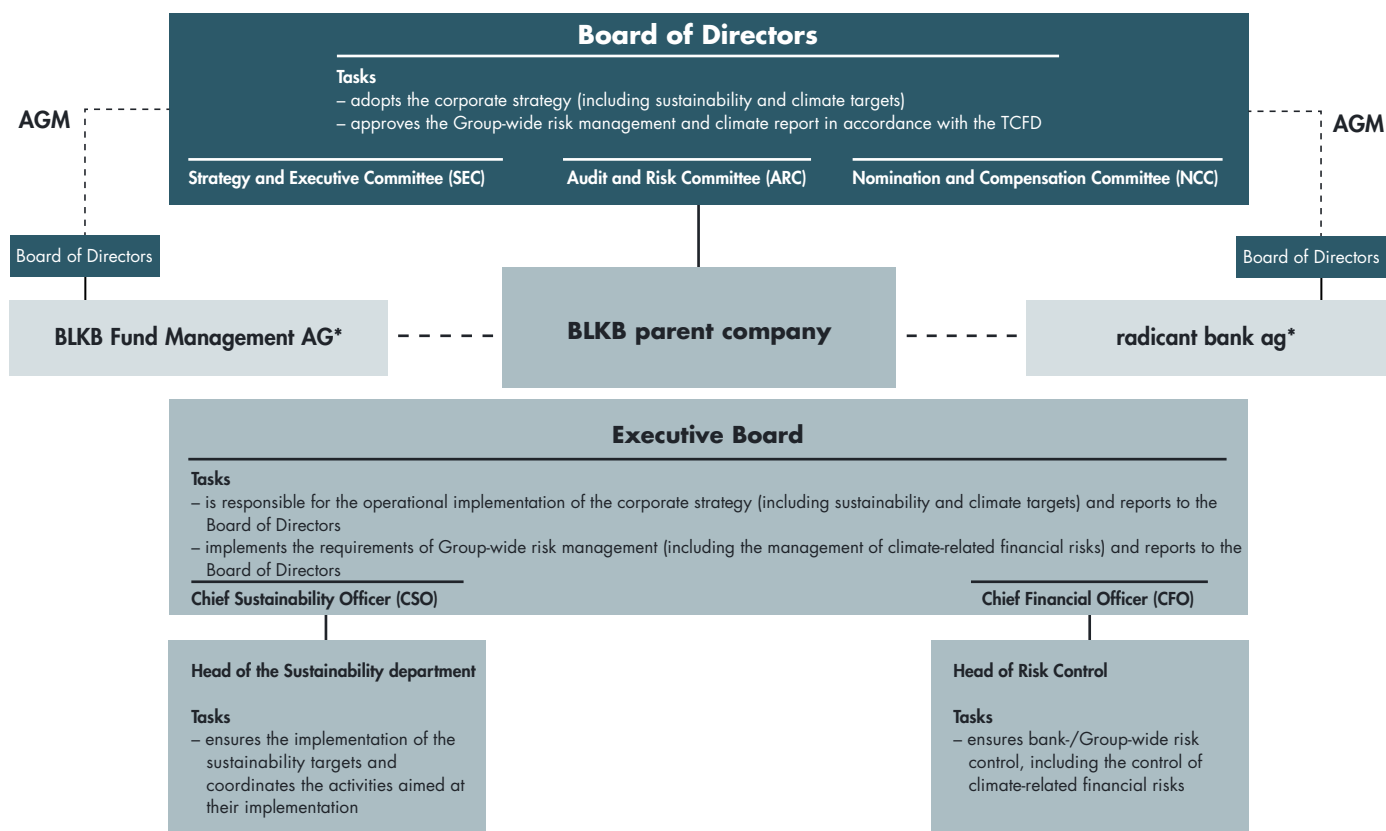 Board of Directors
Tasks
– adopts the corporate strategy (including sustainability and climate targets)
– approves the Group-wide risk management and climate report in accordance with the TCFD
AGM
AGM
Strategy and Executive Committee (SEC)
Audit and Risk Committee (ARC)
Nomination and Compensation Committee (NCC)
Board of Directors
Board of Directors
BLKB Fund Management AG*
BLKB parent company
radicant bank ag*
Executive Board
Tasks
– is responsible for the operational implementation of the corporate strategy (including sustainability and climate targets) and reports to the
Board of Directors
– implements the requirements of Group-wide risk management (including the management of climate-related financial risks) and reports to the
Board of Directors
Chief Sustainability Officer (CSO)
Chief Financial Officer (CFO)
Head of the Sustainability department
Tasks
– ensures the implementation of the
sustainability targets and
coordinates the activities aimed at
their implementation
Head of Risk Control
Tasks
– ensures bank-/Group-wide risk
control, including the control of
climate-related financial risks